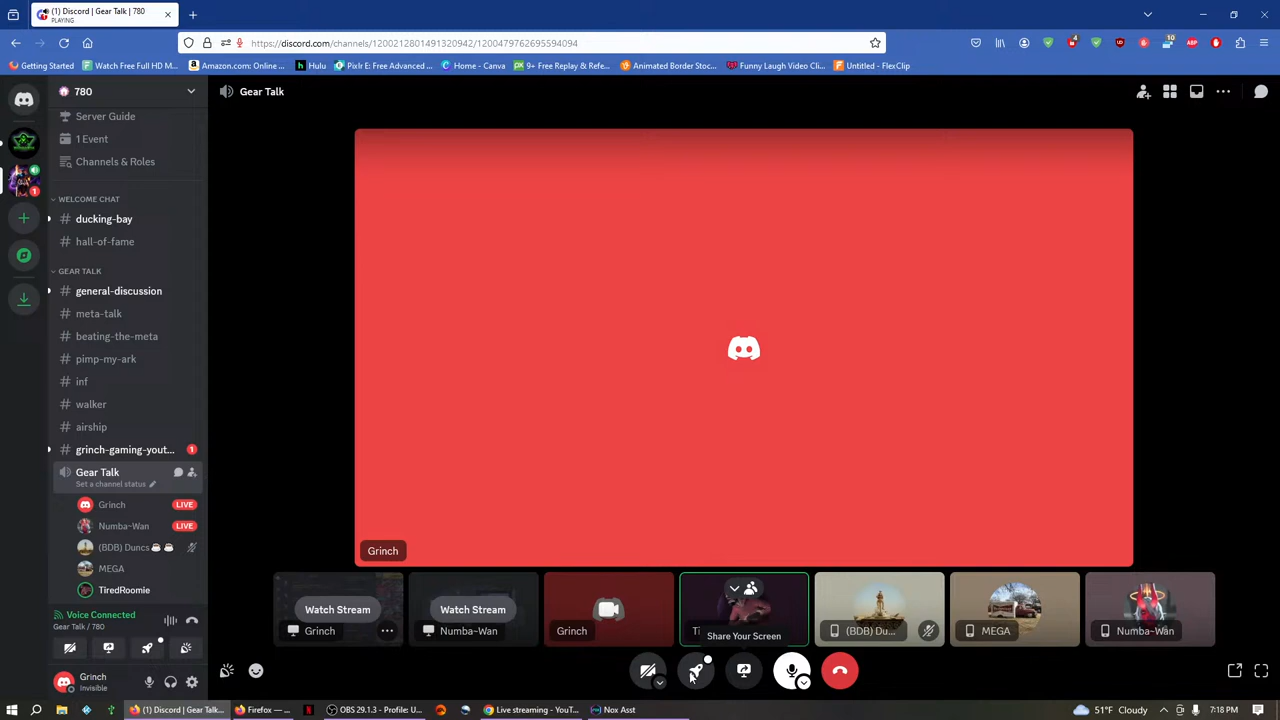 (1) Discord | Gear Talk | 780
PLAYING
https://discord.com/channels/1200212801491320942/1200479762695594094
4
10
Getting Started
Watch Free Full HD M...
Amazon.com: Online ...
Hulu
Pixlr E: Free Advanced ...
Home - Canva
9+ Free Replay & Refe...
Animated Border Stoc...
Funny Laugh Video Cli...
Untitled - FlexClip
780
Gear Talk
Server Guide
1 Event
Channels & Roles
1
WELCOME CHAT
ducking-bay
hall-of-fame
GEAR TALK
general-discussion
meta-talk
beating-the-meta
pimp-my-ark
inf
walker
airship
grinch-gaming-yout...
1
Gear Talk
Set a channel status
Grinch
LIVE
Numba-Wan
LIVE
(BDB) Duncs
MEGA
TiredRoomie
Voice Connected
Gear Talk / 780
Grinch
Invisible
Grinch
Watch Stream
Grinch
Watch Stream
Numba-Wan
Grinch
Share Your Screen
(BDB) Du...
MEGA
Numba-Wan
(1) Discord | Gear Talk...
Firefox —...
OBS 29.1.3 - Profile: U...
Live streaming - YouT...
Nox Asst
51°F Cloudy
7:18 PM